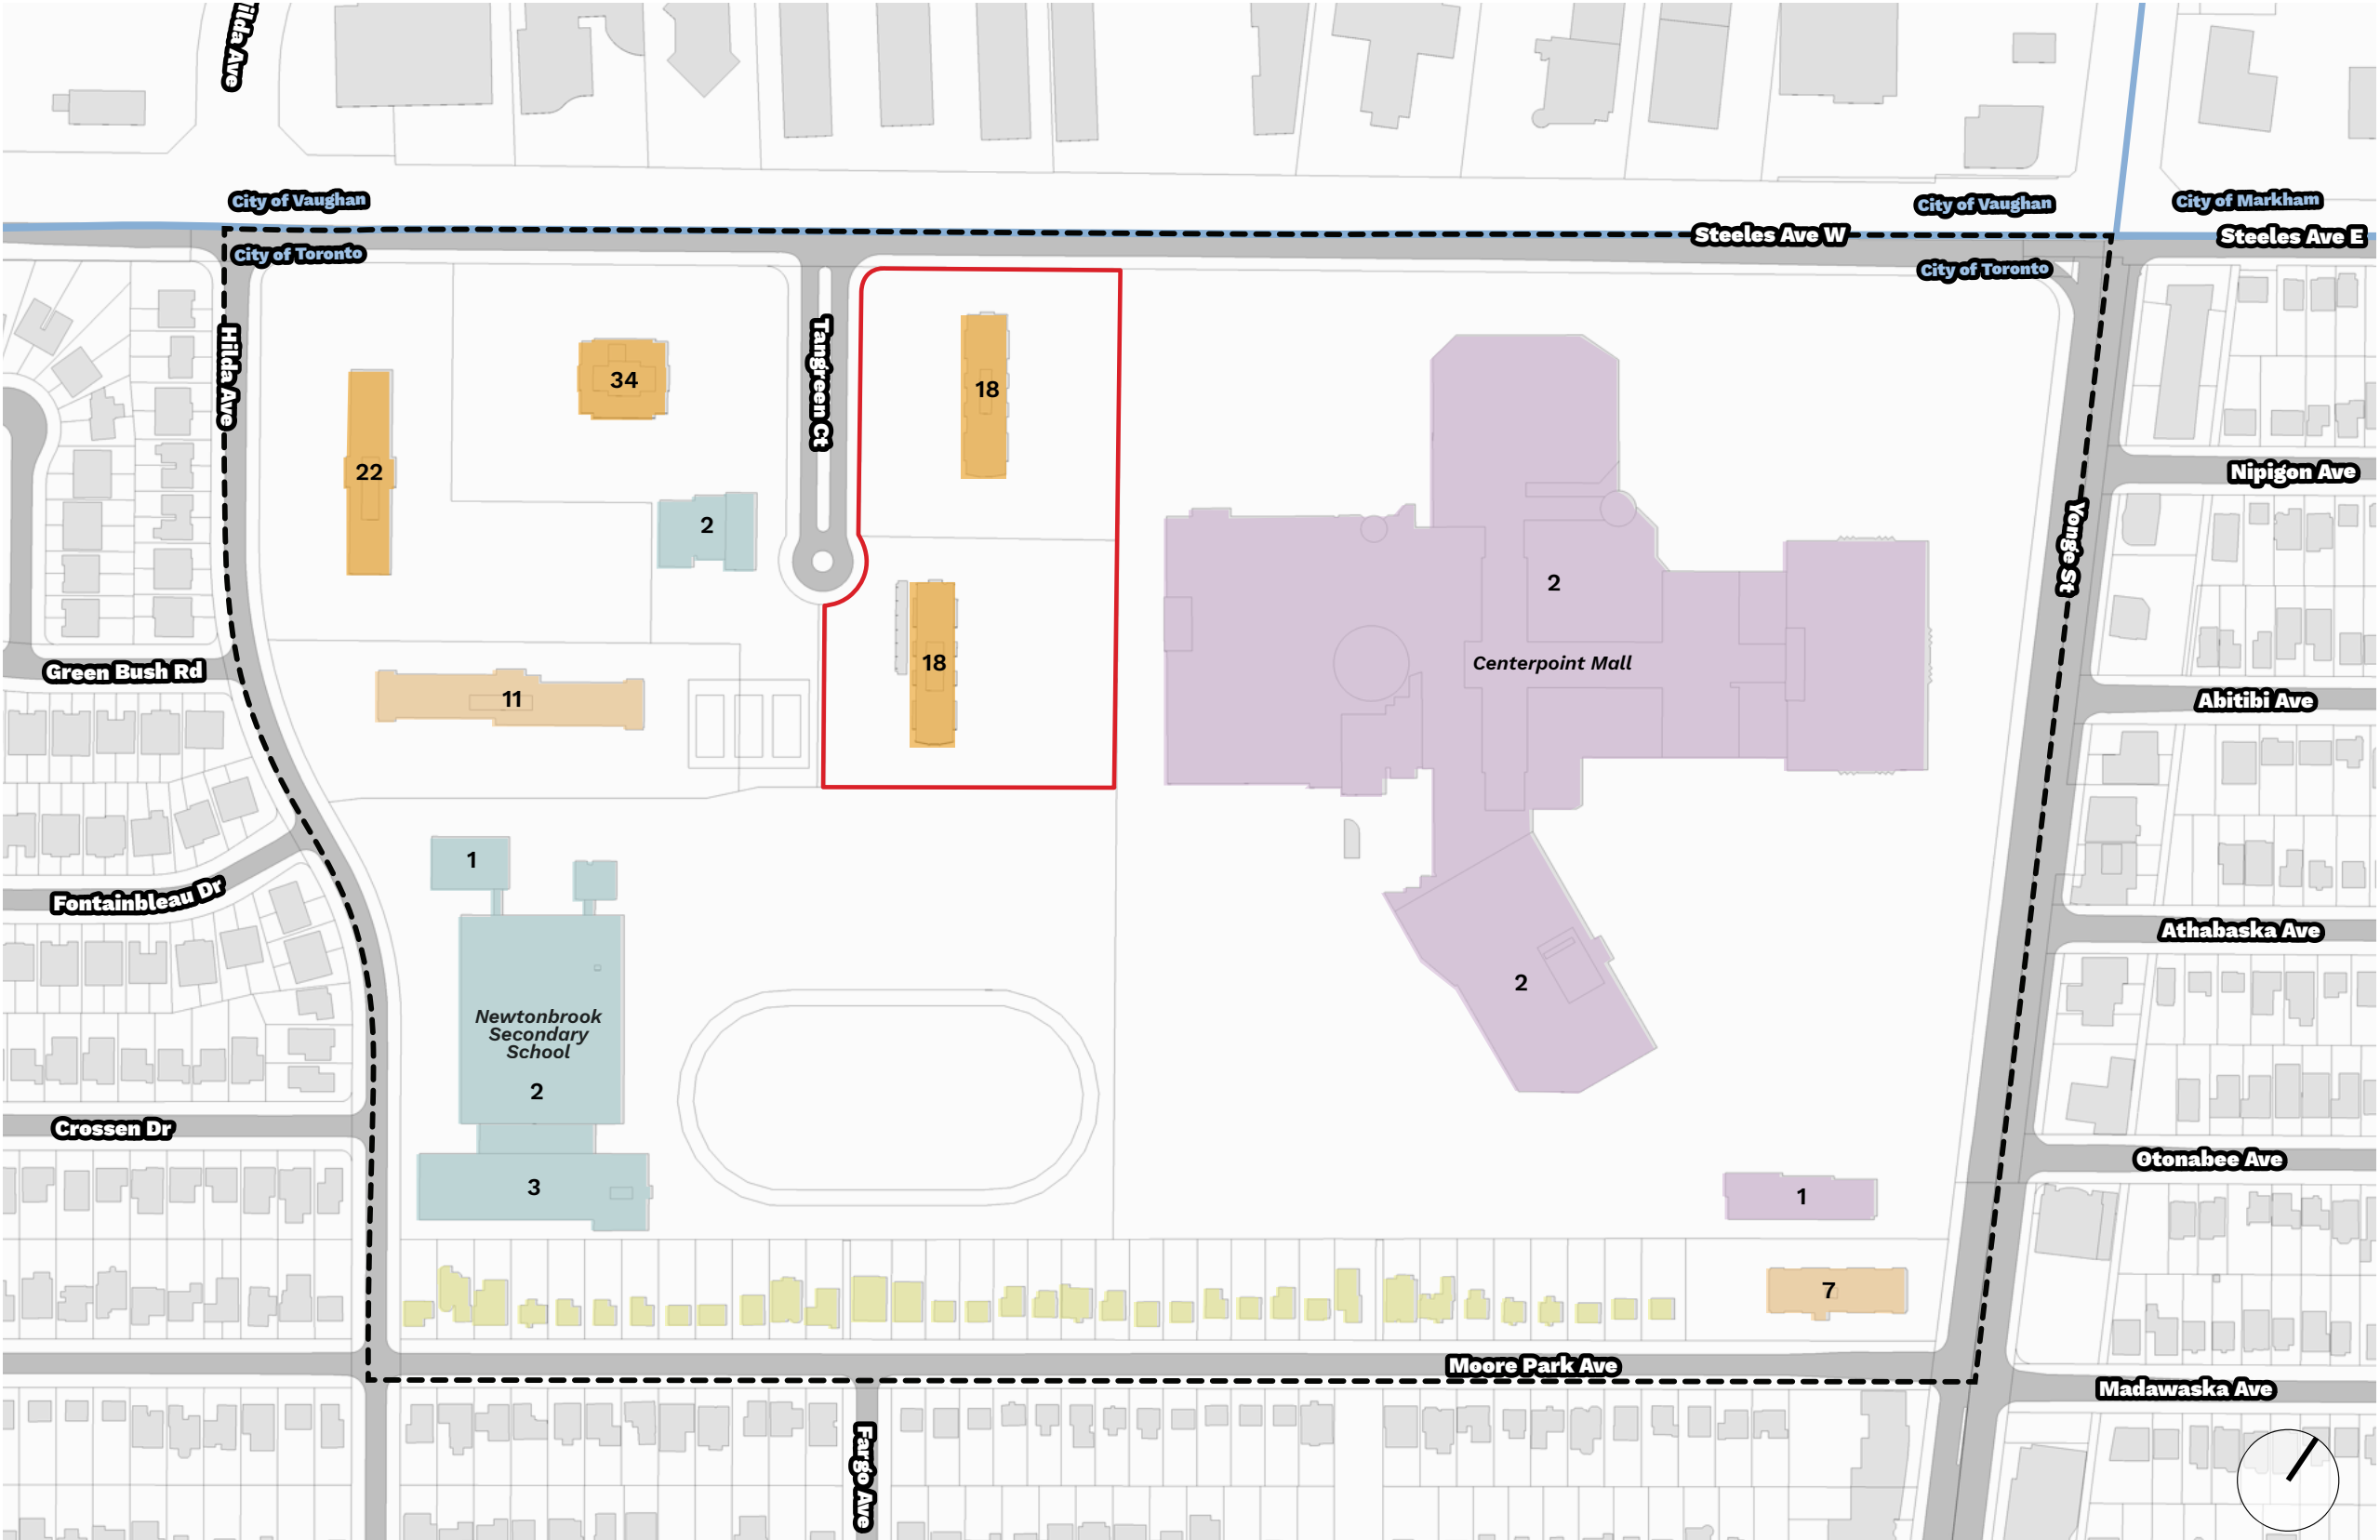 ilda Ave
City of Vaughan
City of Vaughan
City of Markham
Steeles Ave W
Steeles Ave E
City of Toronto
City of Toronto
Hilda Ave
Tangreen Ct
34
18
22
2
Nipigon Ave
Yonge St
2
Green Bush Rd
18
Centerpoint Mall
11
Abitibi Ave
1
Fontainbleau Dr
Athabaska Ave
2
Newtonbrook
Secondary
School
2
Crossen Dr
Otonabee Ave
3
1
7
Moore Park Ave
Madawaska Ave
Fargo Ave